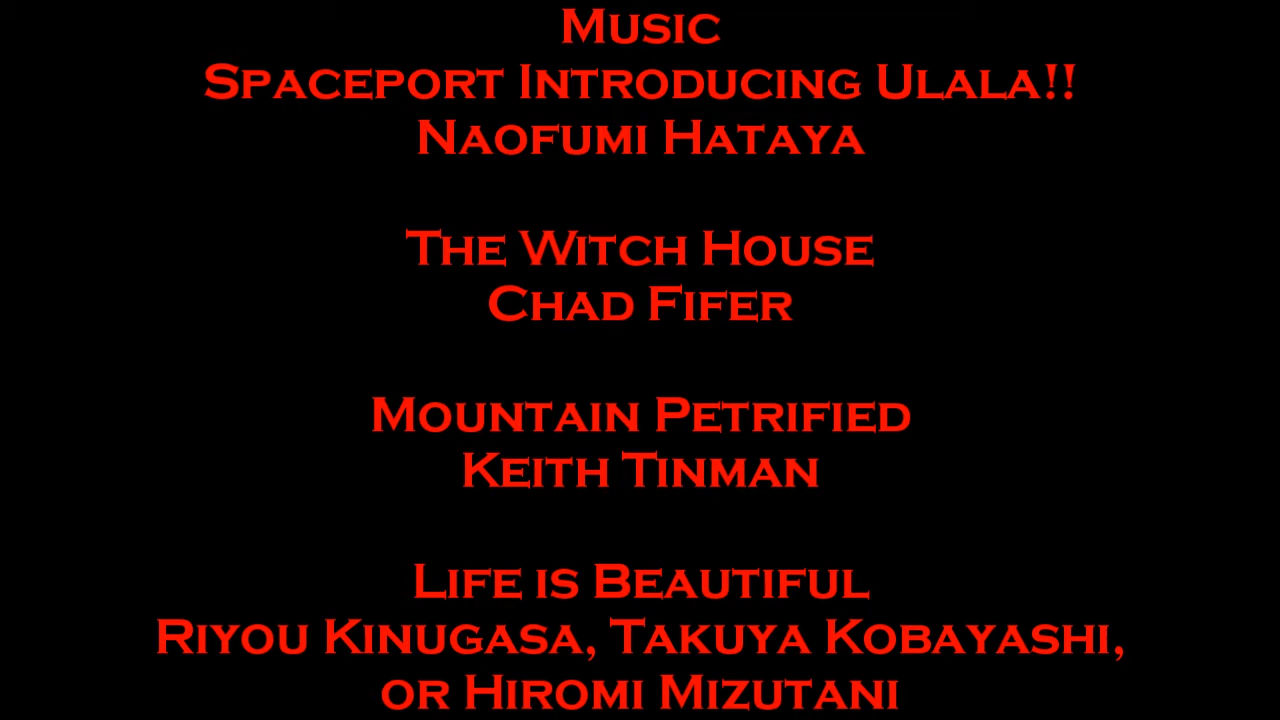 Music
Spaceport Introducing Ulala!!
Naofumi Hataya
The Witch House
Chad Fifer
Mountain Petrified
Keith Tinman
Life is Beautiful
Riyou Kinugasa, Takuya Kobayashi,
or Hiromi Mizutani